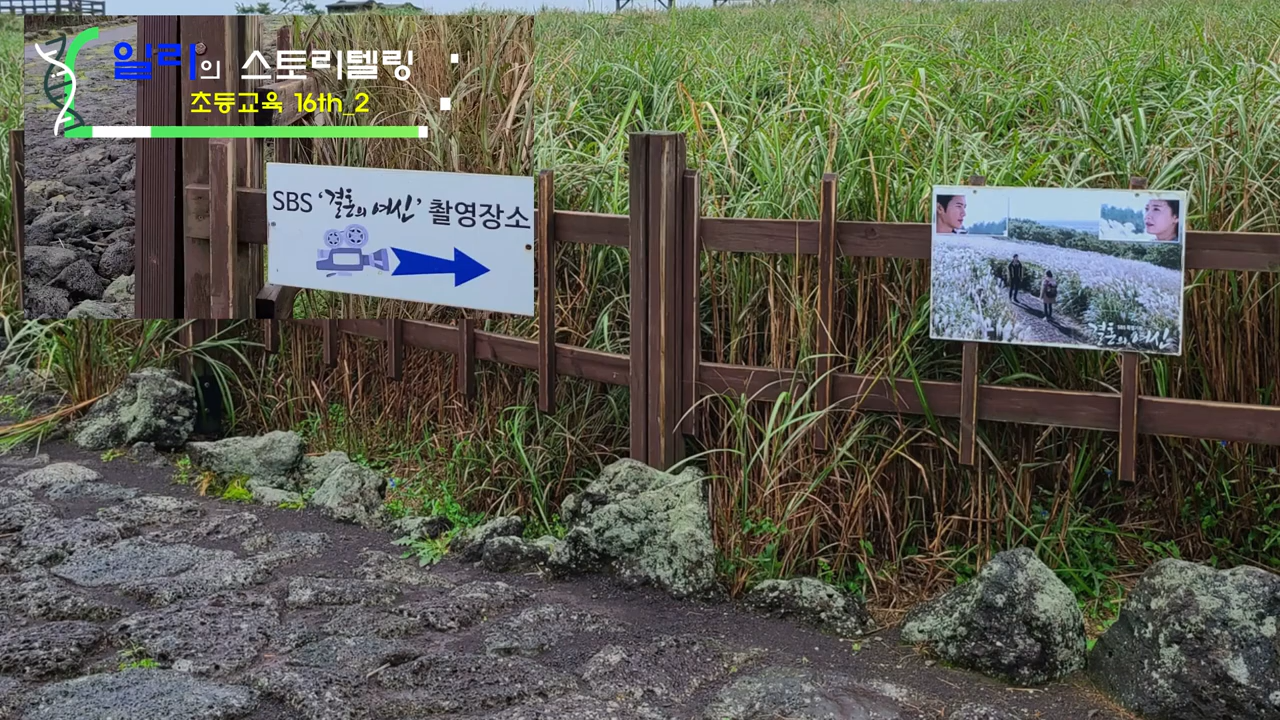 일리의 스토리텔링
초등교육 16th_2
SBS '결혼의 여신' 촬영장소
결혼의 여신